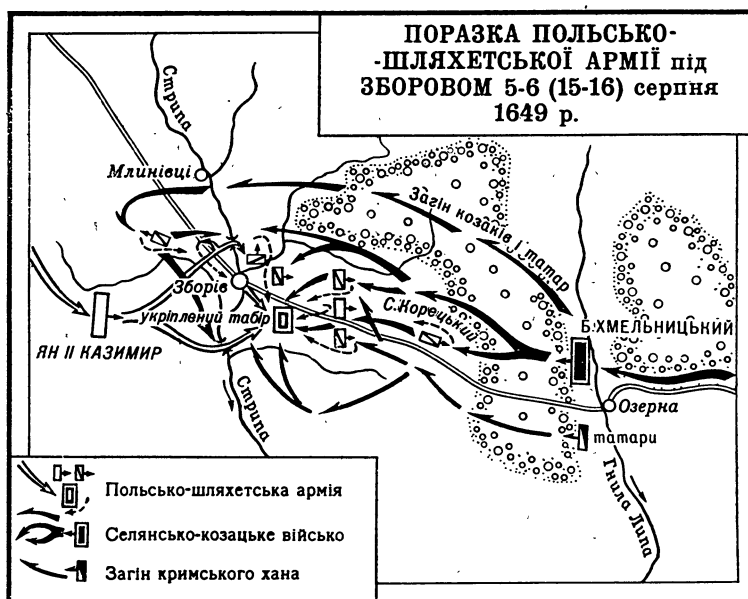 ПОРАЗКА ПОЛЬСЬКО-
-ШЛЯХЕТСЬКОЇ АРМІЇ під
ЗБОРОВОМ 5-6 (15-16) серпня
1649 р.
Стрипа
Млинівці
Загін козаків і татар
Зборів
укріплений табір
С.Корецький
Б.ХМЕЛЬНИЦЬКИЙ
ЯН II КАЗИМИР
Озерна
Стрипа
татари
Гнила Липа
Польсько-шляхетська армія
Селянсько-козацьке військо
Загін кримського хана